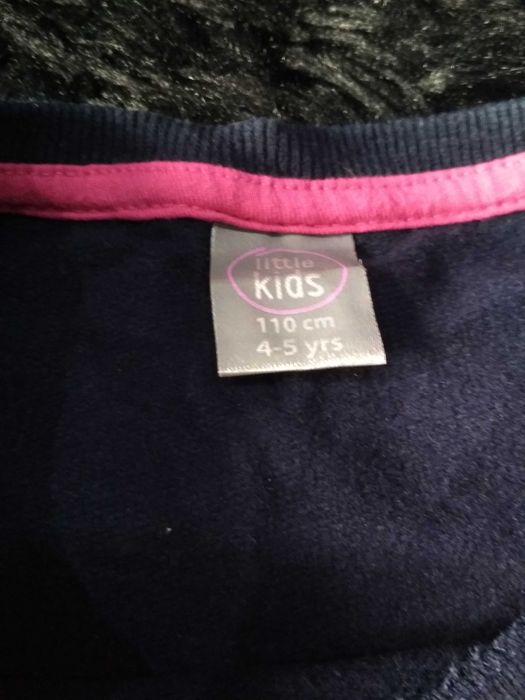 little
kids
110 cm
4-5 yrs